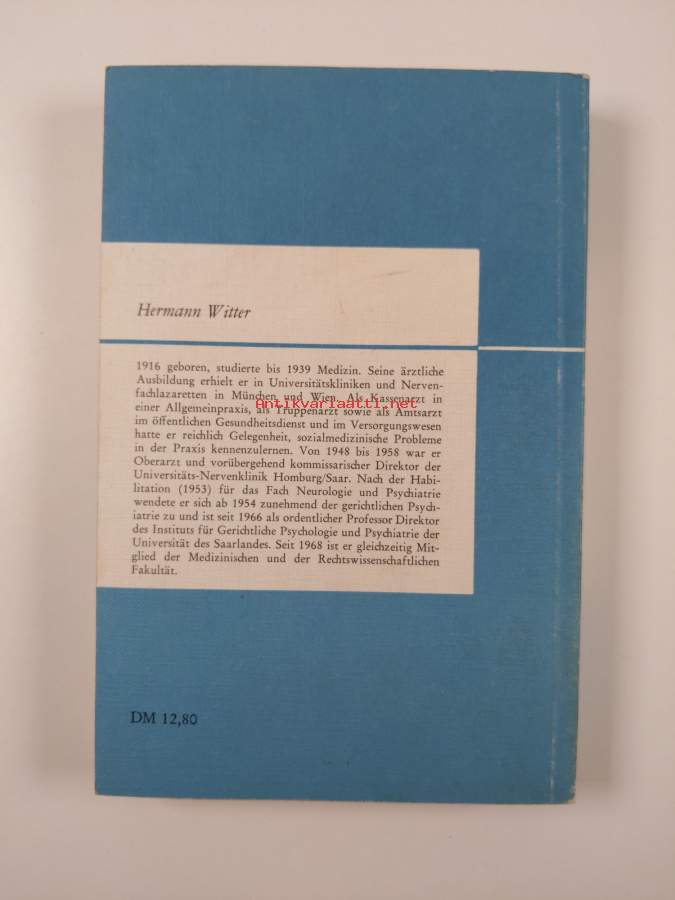 Hermann Witter
1916 geboren, studierte bis 1939 Medizin. Seine ärztliche
Ausbildung erhielt er in Universitätskliniken und Nerven-
fachlazaretten in München und Wien. Als Kassenarzt in
einer Allgemeinpraxis, als Truppenarzt sowie als Amtsarzt
im öffentlichen Gesundheitsdienst und im Versorgungswesen
hatte er reichlich Gelegenheit, sozialmedizinische Probleme
in der Praxis kennenzulernen. Von 1948 bis 1958 war er
Oberarzt und vorübergehend kommissarischer Direktor der
Universitäts-Nervenklinik Homburg/Saar. Nach der Habi-
litation (1953) für das Fach Neurologie und Psychiatrie
wendete er sich ab 1954 zunehmend der gerichtlichen Psych-
iatrie zu und ist seit 1966 als ordentlicher Professor Direktor
des Instituts für Gerichtliche Psychologie und Psychiatrie der
Universität des Saarlandes. Seit 1968 ist er gleichzeitig Mit-
glied der Medizinischen und der Rechtswissenschaftlichen
Fakultät.
Antikvariaatti.net
DM 12,80